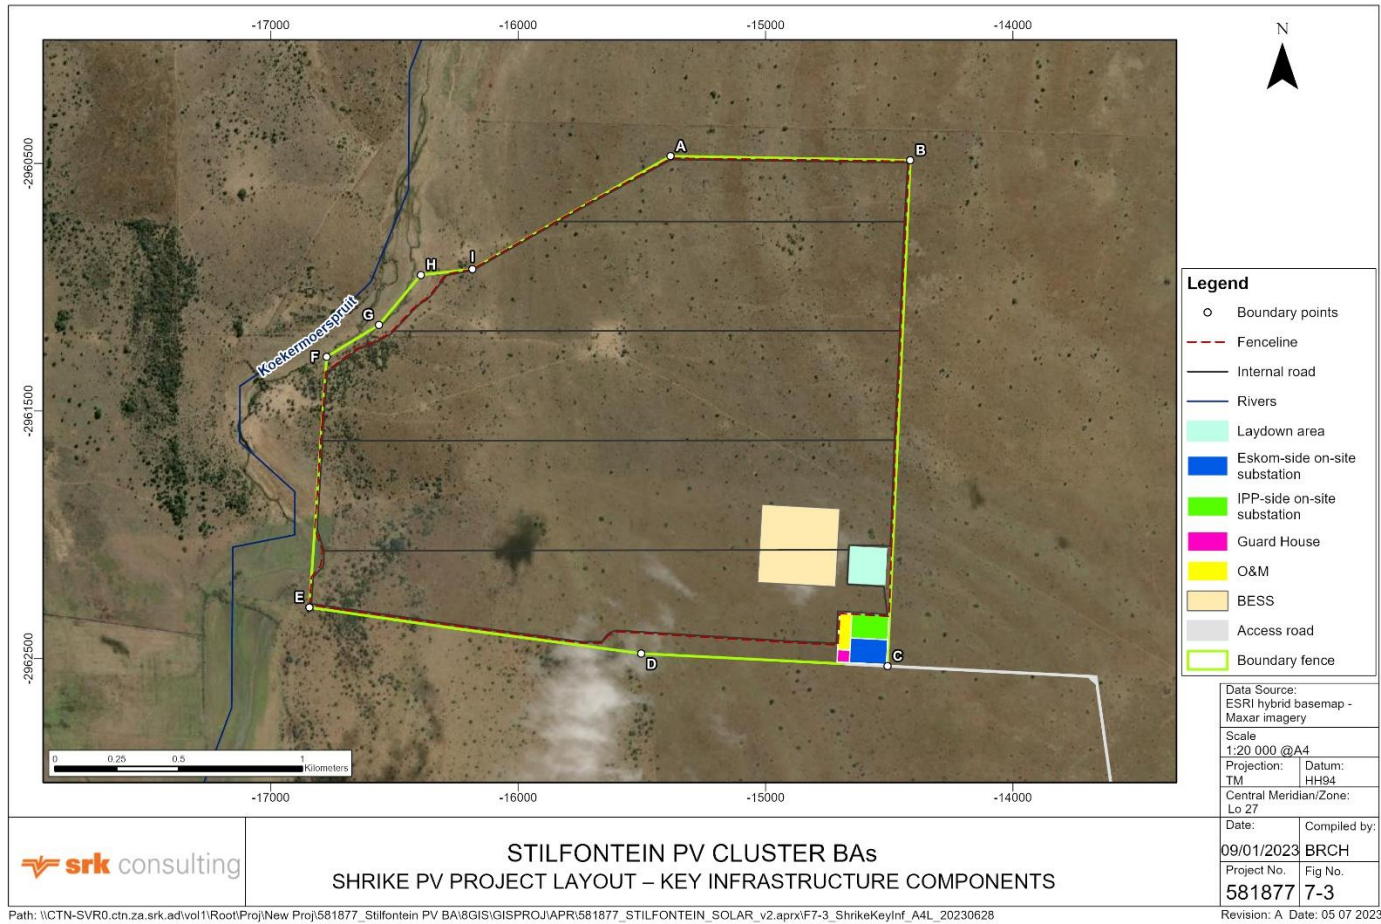 -17000 -16000 -15000 -14000
N
-2960500
-2961500
-2962500
A
B
I
H
G
F
Koekermoerspruit
E
D
C
0 0.25 0.5 1
Kilometers
-17000 -16000 -15000 -14000
Legend
Boundary points
Fenceline
Internal road
Rivers
Laydown area
Eskom-side on-site
substation
IPP-side on-site
substation
Guard House
O&M
BESS
Access road
Boundary fence
Data Source:
ESRI hybrid basemap -
Maxar imagery
Scale
1:20 000 @A4
Projection: Datum:
TM HH94
Central Meridian/Zone:
Lo 27
Date: Compiled by:
09/01/2023 BRCH
Project No. Fig No.
581877 7-3
srk consulting
STILFONTEIN PV CLUSTER BAs
SHRIKE PV PROJECT LAYOUT – KEY INFRASTRUCTURE COMPONENTS
Path: \\CTN-SVR0.ctn.za.srk.ad\vol1\Root\Proj\New Proj\581877_Stilfontein PV BA\8GIS\GISPROJ\APR\581877_STILFONTEIN_SOLAR_v2.aprx\F7-3_ShrikeKeyInf_A4L_20230628 Revision: A Date: 05 07 2023